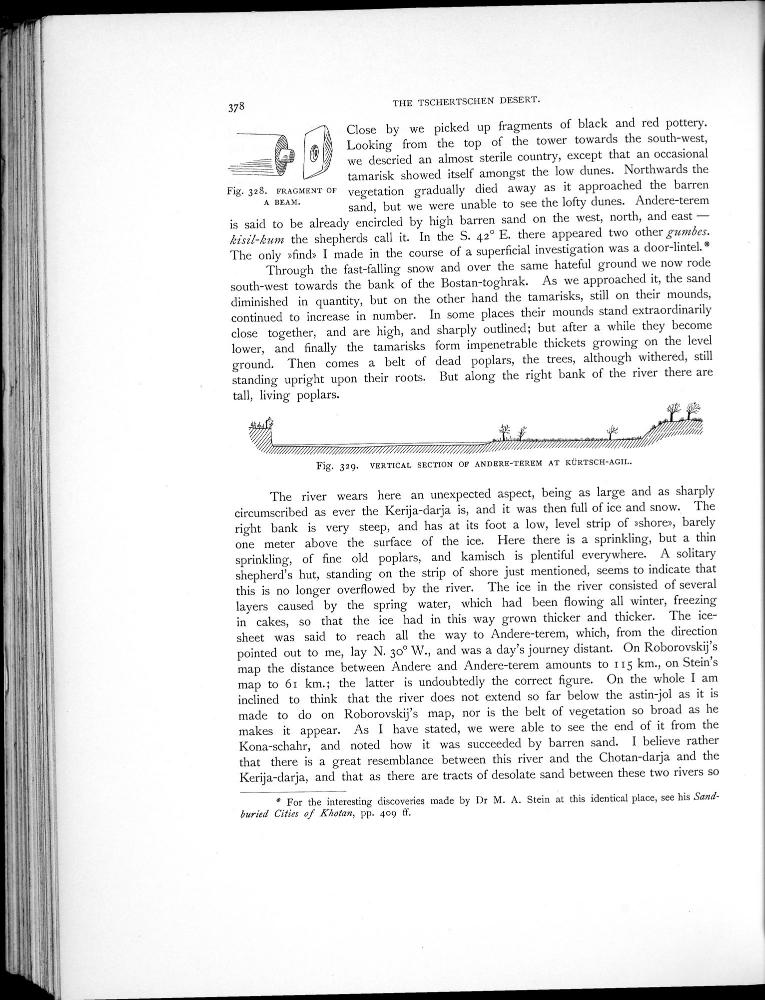 378
THE TSCHERTSCHEN DESERT.
Fig. 328. FRAGMENT OF
A BEAM.
Close by we picked up fragments of black and red pottery.
Looking from the top of the tower towards the south-west,
we descried an almost sterile country, except that an occasional
tamarisk showed itself amongst the low dunes. Northwards the
vegetation gradually died away as it approached the barren
sand, but we were unable to see the lofty dunes. Andere-terem
is said to be already encircled by high barren sand on the west, north, and east —
kisil-kum the shepherds call it. In the S. 42° E. there appeared two other gumbes.
The only »find» I made in the course of a superficial investigation was a door-lintel.*
Through the fast-falling snow and over the same hateful ground we now rode
south-west towards the bank of the Bostan-toghrak. As we approached it, the sand
diminished in quantity, but on the other hand the tamarisks, still on their mounds,
continued to increase in number. In some places their mounds stand extraordinarily
close together, and are high, and sharply outlined; but after a while they become
lower, and finally the tamarisks form impenetrable thickets growing on the level
ground. Then comes a belt of dead poplars, the trees, although withered, still
standing upright upon their roots. But along the right bank of the river there are
tall, living poplars.
Fig. 329. VERTICAL SECTION OF ANDERE-TEREM AT KÜRTSCH-AGIL.
The river wears here an unexpected aspect, being as large and as sharply
circumscribed as ever the Kerija-darja is, and it was then full of ice and snow. The
right bank is very steep, and has at its foot a low, level strip of »shore», barely
one meter above the surface of the ice. Here there is a sprinkling, but a thin
sprinkling, of fine old poplars, and kamisch is plentiful everywhere. A solitary
shepherd's hut, standing on the strip of shore just mentioned, seems to indicate that
this is no longer overflowed by the river. The ice in the river consisted of several
layers caused by the spring water, which had been flowing all winter, freezing
in cakes, so that the ice had in this way grown thicker and thicker. The ice-
sheet was said to reach all the way to Andere-terem, which, from the direction
pointed out to me, lay N. 30° W., and was a day's journey distant. On Roborovskij's
map the distance between Andere and Andere-terem amounts to 115 km., on Stein's
map to 61 km.; the latter is undoubtedly the correct figure. On the whole I am
inclined to think that the river does not extend so far below the astin-jol as it is
made to do on Roborovskij's map, nor is the belt of vegetation so broad as he
makes it appear. As I have stated, we were able to see the end of it from the
Kona-schahr, and noted how it was succeeded by barren sand. I believe rather
that there is a great resemblance between this river and the Chotan-darja and the
Kerija-darja, and that as there are tracts of desolate sand between these two rivers so
* For the interesting discoveries made by Dr M. A. Stein at this identical place, see his Sand-
buried Cities of Khotan, pp. 409 ff.